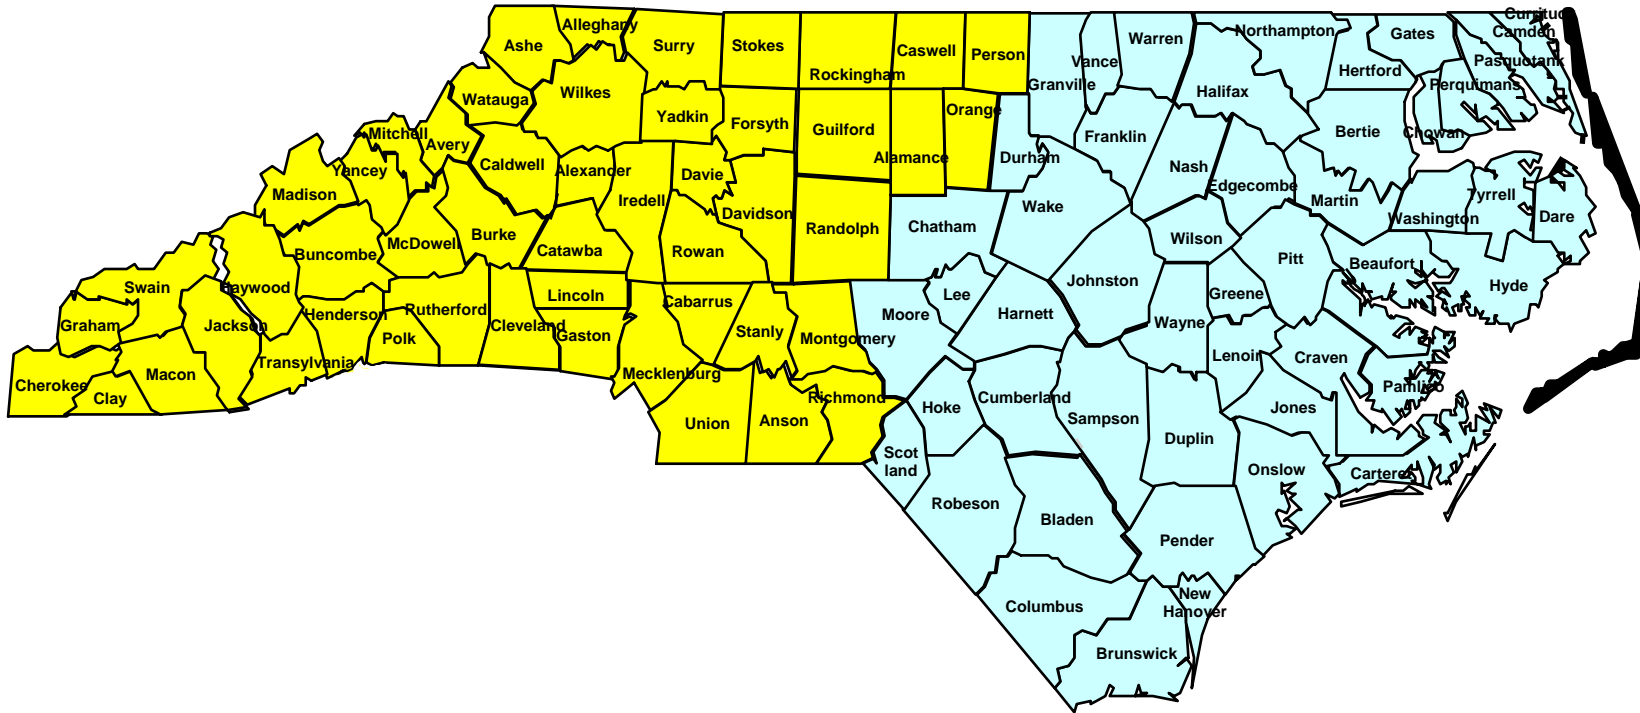 Ashe
Alleghany
Surry
Stokes
Rockingham
Caswell
Person
Granville
Vance
Warren
Northampton
Gates
Currituc
Camden
Pasquotank
Perquimans
Chowan
Hertford
Halifax
Bertie
Watauga
Wilkes
Yadkin
Forsyth
Guilford
Alamance
Orange
Durham
Franklin
Nash
Edgecombe
Martin
Washington
Tyrrell
Dare
Mitchell
Avery
Yancey
Madison
Caldwell
Alexander
Iredell
Davie
Davidson
Randolph
Chatham
Wake
Wilson
Pitt
Beaufort
Hyde
Buncombe
McDowell
Burke
Catawba
Rowan
Johnston
Greene
Swain
Haywood
Graham
Jackson
Henderson
Rutherford
Polk
Cleveland
Lincoln
Gaston
Cabarrus
Stanly
Montgomery
Moore
Lee
Harnett
Wayne
Lenoir
Craven
Pamlico
Cherokee
Clay
Macon
Transylvania
Mecklenburg
Union
Anson
Richmond
Scot
land
Hoke
Cumberland
Sampson
Duplin
Jones
Onslow
Carteret
Robeson
Bladen
Pender
Columbus
New
Hanover
Brunswick